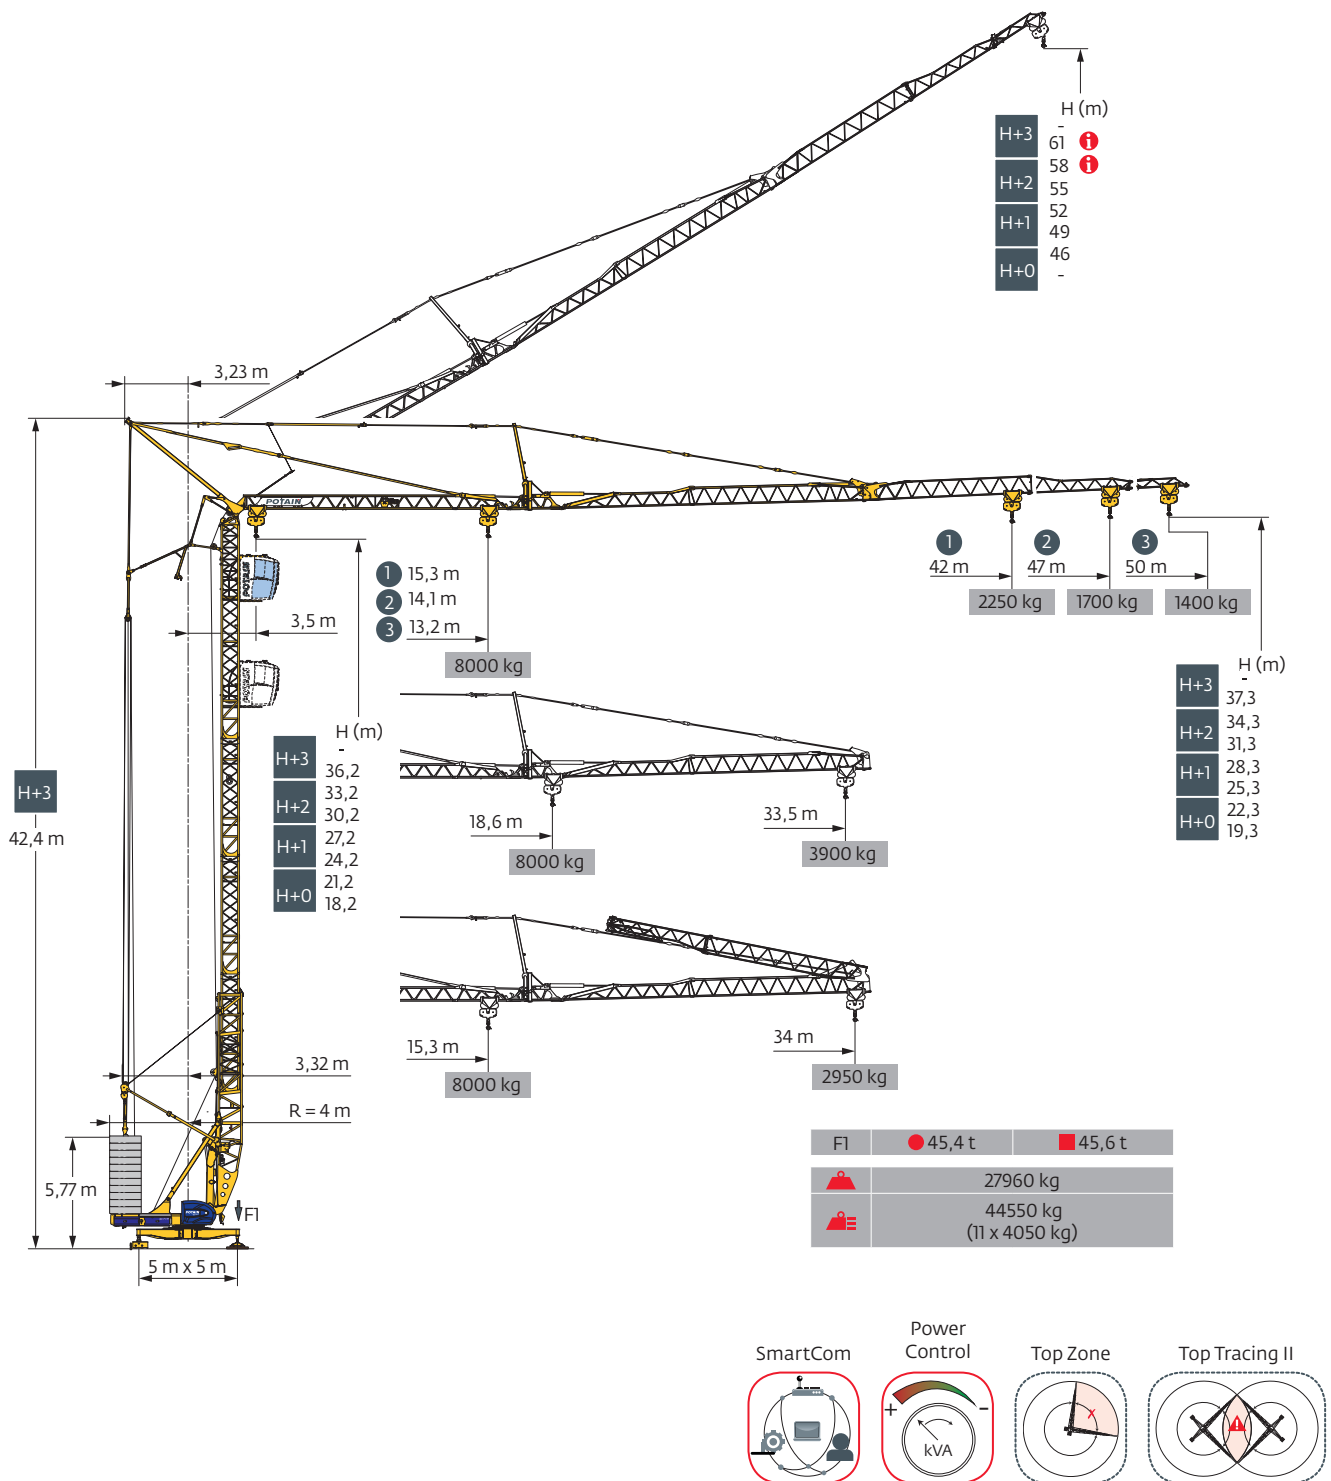 H (m)
H+3
-
61
58
H+2
55
52
H+1
49
46
H+0
-
3,23 m
POTAIN
POTAIN
3,5 m
1 15,3 m
2 14,1 m
3 13,2 m
8000 kg
1
42 m
2250 kg
2
47 m
1700 kg
3
50 m
1400 kg
H (m)
H+3
-
37,3
H+2
34,3
31,3
H+1
28,3
25,3
H+0
22,3
19,3
H (m)
H+3
-
36,2
H+2
33,2
30,2
H+1
27,2
24,2
H+0
21,2
18,2
H+3
42,4 m
18,6 m
8000 kg
33,5 m
3900 kg
15,3 m
8000 kg
34 m
2950 kg
3,32 m
R = 4 m
5,77 m
F1
5 m x 5 m
F1 45,4 t 45,6 t
27960 kg
44550 kg
(11 x 4050 kg)
SmartCom
Power
Control
+ -
kVA
Top Zone
Top Tracing II